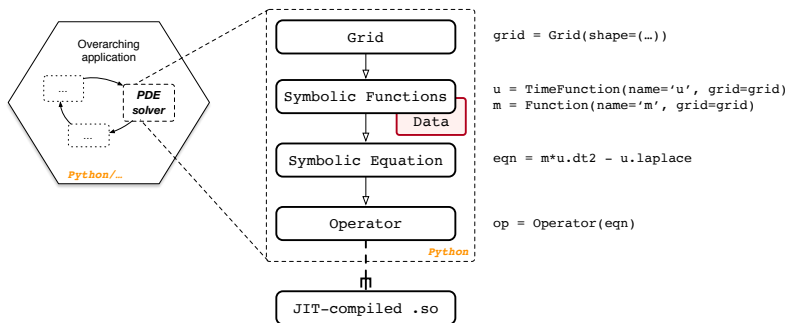 Overarching
application
...
PDE
solver
...
Python/…
Grid
grid = Grid(shape=(…))
Symbolic Functions
Data
u = TimeFunction(name=‘u’, grid=grid)
m = Function(name=‘m’, grid=grid)
Symbolic Equation
eqn = m*u.dt2 - u.laplace
Operator
op = Operator(eqn)
Python
JIT-compiled .so